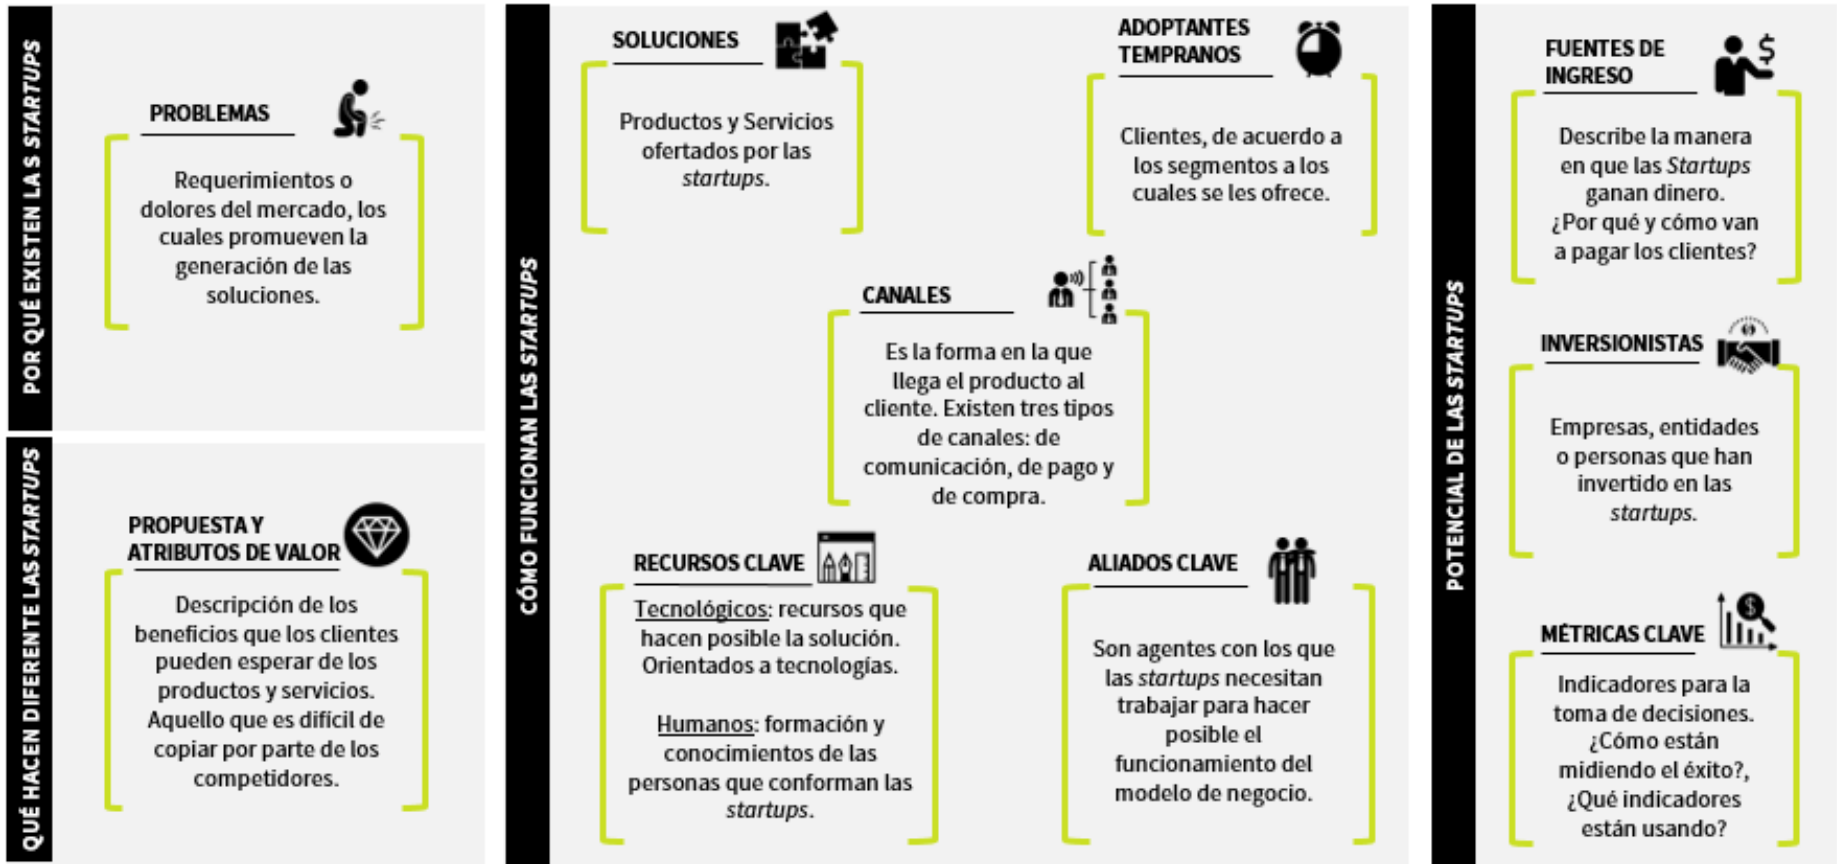 POR QUÉ EXISTEN LAS STARTUPS
PROBLEMAS
Requerimientos o
dolores del mercado, los
cuales promueven la
generación de las
soluciones.
QUÉ HACEN DIFERENTE LAS STARTUPS
PROPUESTA Y
ATRIBUTOS DE VALOR
Descripción de los
beneficios que los clientes
pueden esperar de los
productos y servicios.
Aquello que es difícil de
copiar por parte de los
competidores.
CÓMO FUNCIONAN LAS STARTUPS
SOLUCIONES
Productos y Servicios
ofertados por las
startups.
ADOPTANTES
TEMPRANOS
Clientes, de acuerdo a
los segmentos a los
cuales se les ofrece.
CANALES
Es la forma en la que
llega el producto al
cliente. Existen tres tipos
de canales: de
comunicación, de pago y
de compra.
RECURSOS CLAVE
Tecnológicos: recursos que
hacen posible la solución.
Orientados a tecnologías.
Humanos: formación y
conocimientos de las
personas que conforman las
startups.
ALIADOS CLAVE
Son agentes con los que
las startups necesitan
trabajar para hacer
posible el
funcionamiento del
modelo de negocio.
POTENCIAL DE LAS STARTUPS
FUENTES DE
INGRESO
$
Describe la manera
en que las Startups
ganan dinero.
¿Por qué y cómo van
a pagar los clientes?
INVERSIONISTAS
Empresas, entidades
o personas que han
invertido en las
startups.
MÉTRICAS CLAVE
$
Indicadores para la
toma de decisiones.
¿Cómo están
midiendo el éxito?,
¿Qué indicadores
están usando?